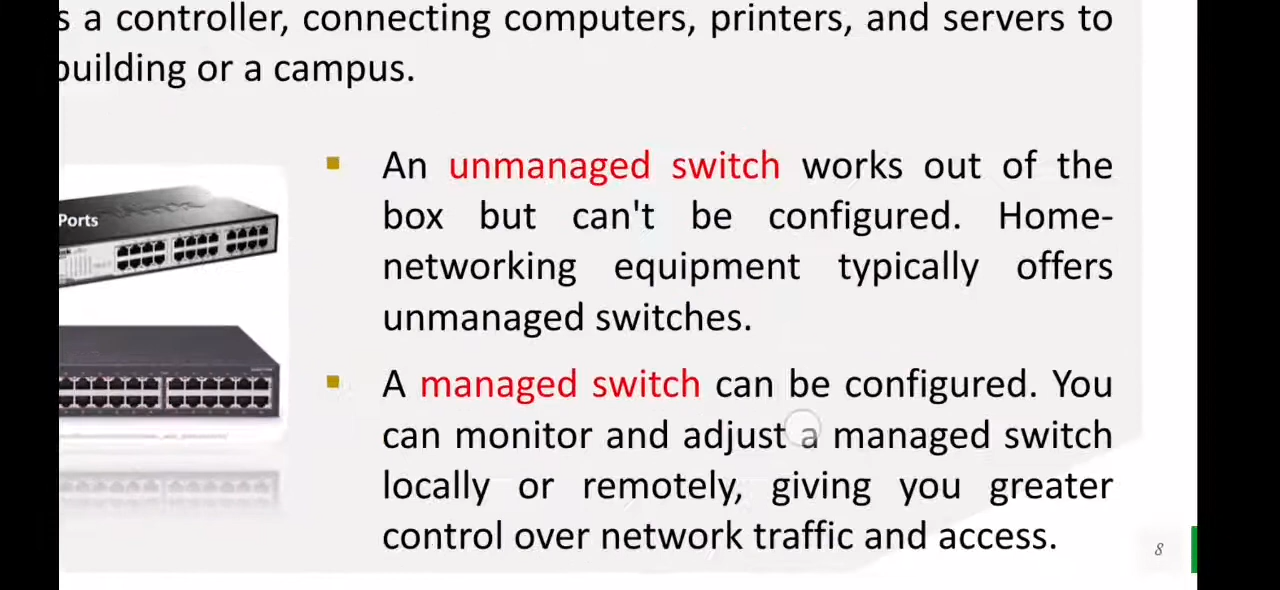 s a controller, connecting computers, printers, and servers to
building or a campus.
An unmanaged switch works out of the
box but can't be configured. Home-
networking equipment typically offers
unmanaged switches.
Ports
A managed switch can be configured. You
can monitor and adjust a managed switch
locally or remotely, giving you greater
control over network traffic and access.
8